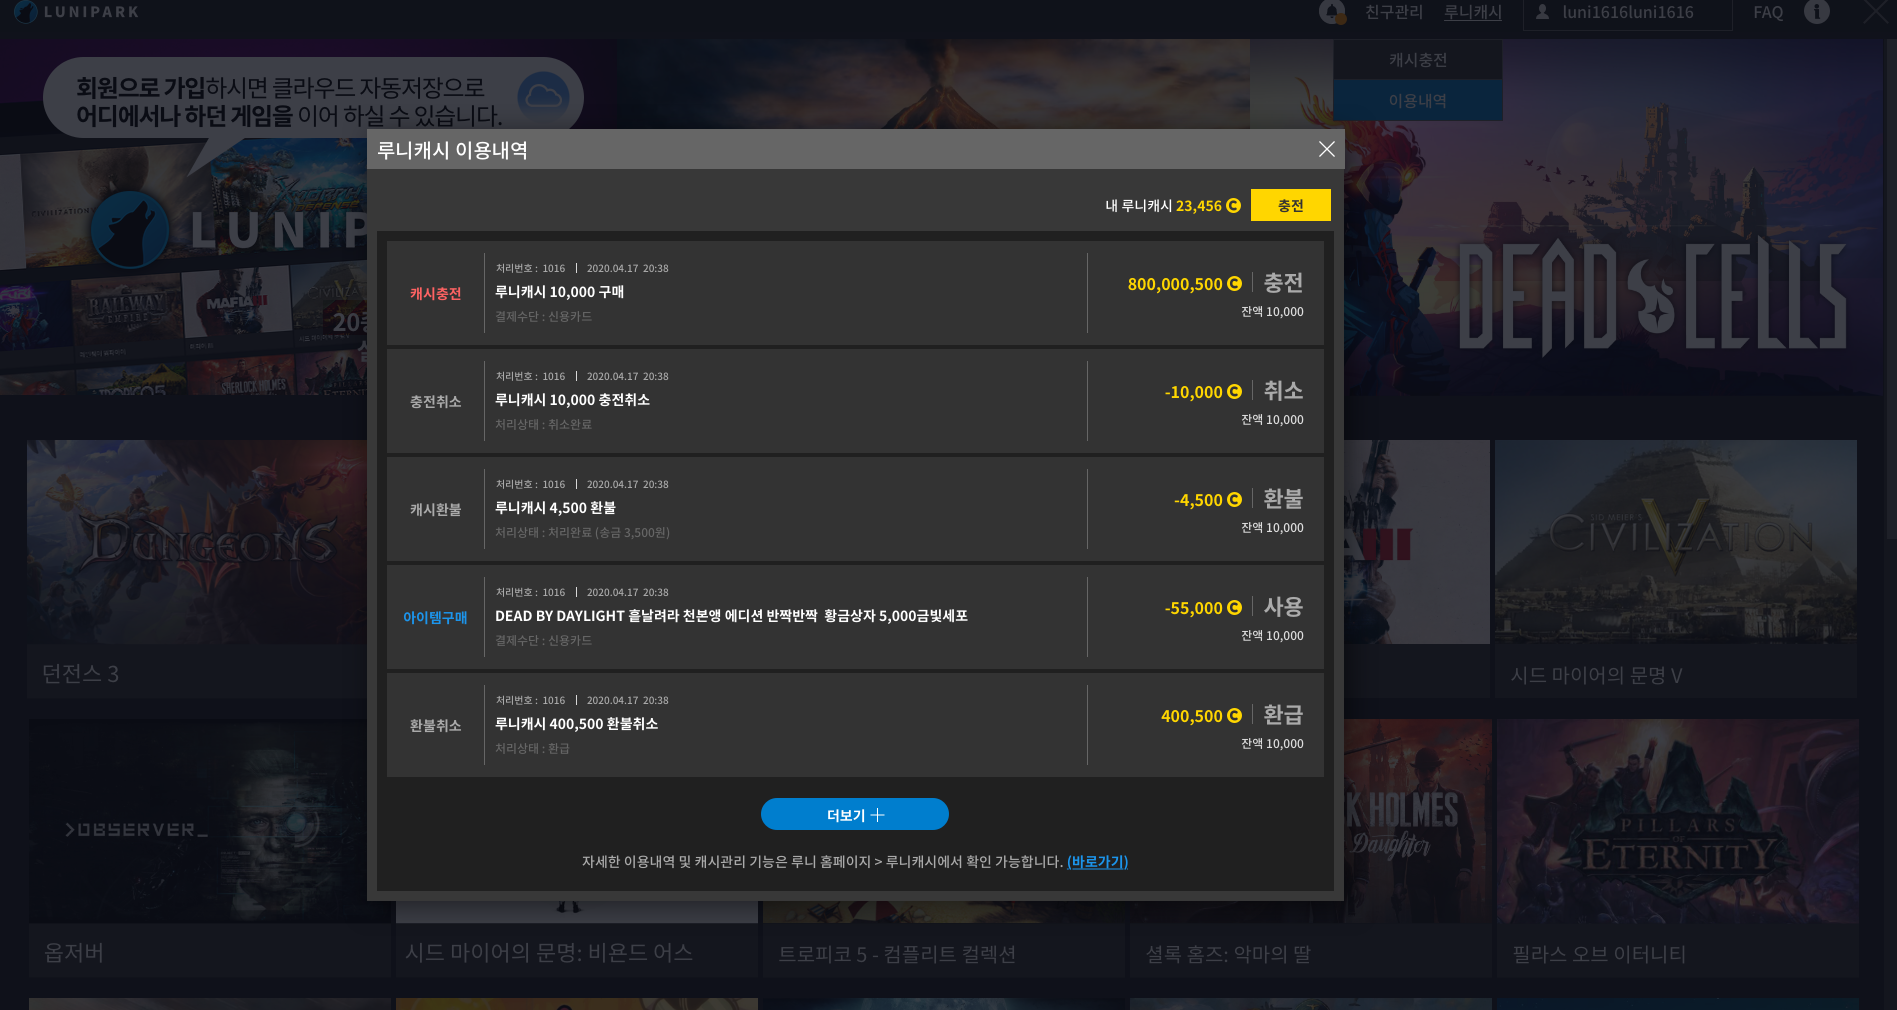 LUNIPARK
친구관리 루니캐시 luni1616luni1616 FAQ
캐시충전
이용내역
회원으로 가입하시면 클라우드 자동저장으로
어디에서나 하던 게임을 이어 하실 수 있습니다.
루니캐시 이용내역
내 루니캐시 23,456 C 충전
캐시충전
처리번호 : 1016 | 2020.04.17 20:38
루니캐시 10,000 구매
결제수단 : 신용카드
800,000,500 C | 충전
잔액 10,000
충전취소
처리번호 : 1016 | 2020.04.17 20:38
루니캐시 10,000 충전취소
처리상태 : 취소완료
-10,000 C | 취소
잔액 10,000
캐시환불
처리번호 : 1016 | 2020.04.17 20:38
루니캐시 4,500 환불
처리상태 : 처리완료 (송금 3,500원)
-4,500 C | 환불
잔액 10,000
아이템구매
처리번호 : 1016 | 2020.04.17 20:38
DEAD BY DAYLIGHT 흩날려라 천본앵 에디션 반짝반짝 황금상자 5,000금빛세포
결제수단 : 신용카드
-55,000 C | 사용
잔액 10,000
환불취소
처리번호 : 1016 | 2020.04.17 20:38
루니캐시 400,500 환불취소
처리상태 : 환급
400,500 C | 환급
잔액 10,000
더보기
자세한 이용내역 및 캐시관리 기능은 루니 홈페이지 > 루니캐시에서 확인 가능합니다. (바로가기)
LUNIP
RAILWAY
EMPIRE
MAFIA III
SHERLOCK HOLMES
DEAD CELLS
DUNGEONS
던전스 3
SID MEIER'S
CIVILIZATION V
시드 마이어의 문명 V
>OBSERVER_
옵저버
시드 마이어의 문명: 비욘드 어스
트로피코 5 - 컴플리트 컬렉션
K HOLMES
Daughter
셜록 홈즈: 악마의 딸
PILLARS
OF
ETERNITY
필라스 오브 이터니티